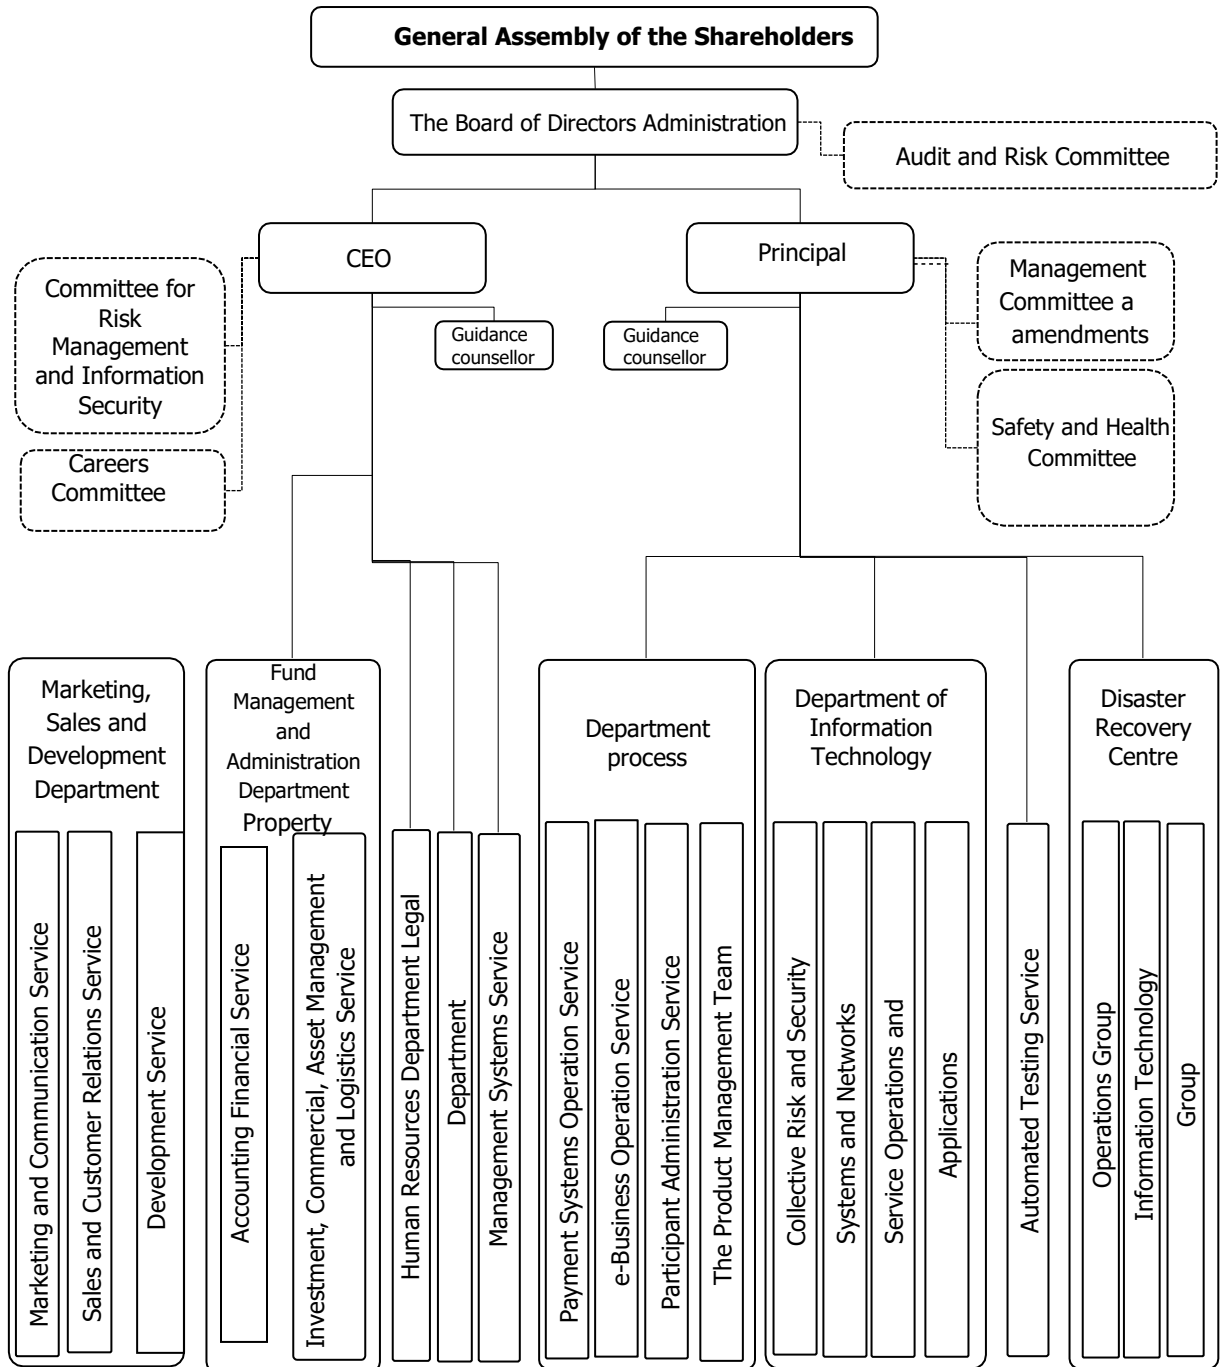 General Assembly of the Shareholders
The Board of Directors Administration
Audit and Risk Committee
CEO
Principal
Committee for
Risk
Management
and Information
Security
Guidance
counsellor
Guidance
counsellor
Management
Committee a
amendments
Careers
Committee
Safety and Health
Committee
Marketing,
Sales and
Development
Department
Fund
Management
and
Administration
Department
Property
Department
process
Department of
Information
Technology
Disaster
Recovery
Centre
Marketing and Communication Service
Sales and Customer Relations Service
Development Service
Accounting Financial Service
Investment, Commercial, Asset Management
and Logistics Service
Human Resources Department Legal
Department
Management Systems Service
Payment Systems Operation Service
e-Business Operation Service
Participant Administration Service
The Product Management Team
Collective Risk and Security
Systems and Networks
Service Operations and
Applications
Automated Testing Service
Operations Group
Information Technology
Group